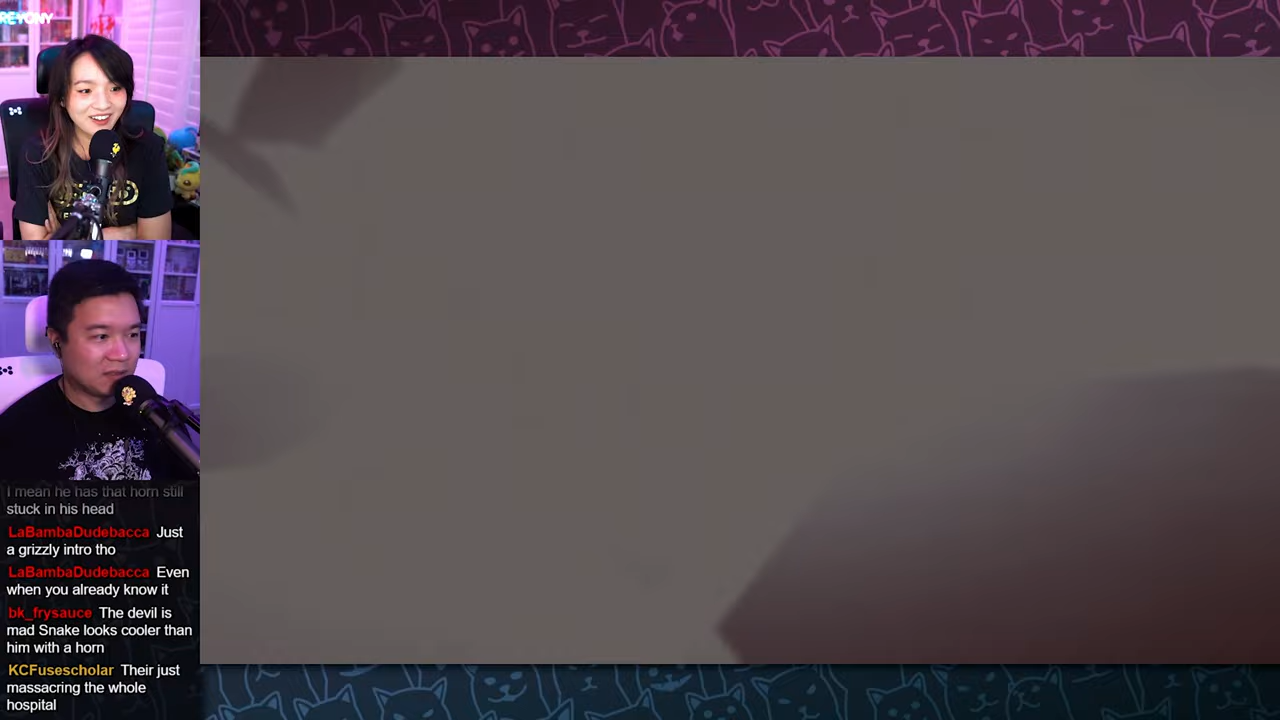 REYONY
I mean he has that horn still
stuck in his head
LaBambaDudebacca Just
a grizzly intro tho
LaBambaDudebacca Even
when you already know it
bk_frysauce The devil is
mad Snake looks cooler than
him with a horn
KCFusescholar Their just
massacring the whole
hospital